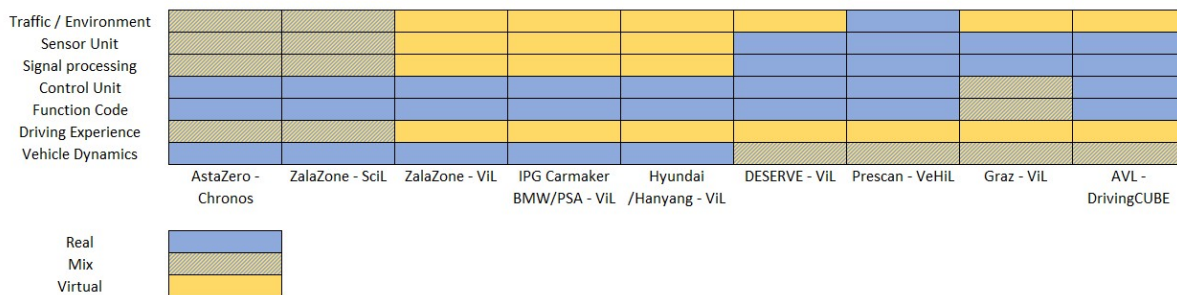 Traffic / Environment
Sensor Unit
Signal processing
Control Unit
Function Code
Driving Experience
Vehicle Dynamics
AstaZero -
Chronos
ZalaZone - SciL
ZalaZone - ViL
IPG Carmaker
BMW/PSA - ViL
Hyundai
/Hanyang - ViL
DESERVE - ViL
Prescan - VeHiL
Graz - ViL
AVL -
DrivingCUBE
Real
Mix
Virtual